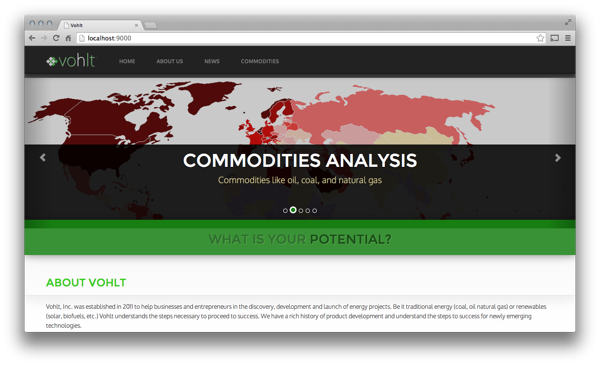 Vohlt
localhost:9000
vohlt HOME ABOUT US NEWS COMMODITIES
COMMODITIES ANALYSIS
Commodities like oil, coal, and natural gas
WHAT IS YOUR POTENTIAL?
ABOUT VOHLT
Vohlt, Inc. was established in 2011 to help businesses and entrepreneurs in the discovery, development and launch of energy projects. Be it traditional energy (coal, oil natural gas) or renewables
(solar, biofuels, etc.) Vohlt understands the steps necessary to proceed to success. We have a rich history of product development and understand the steps to success for newly emerging
technologies.